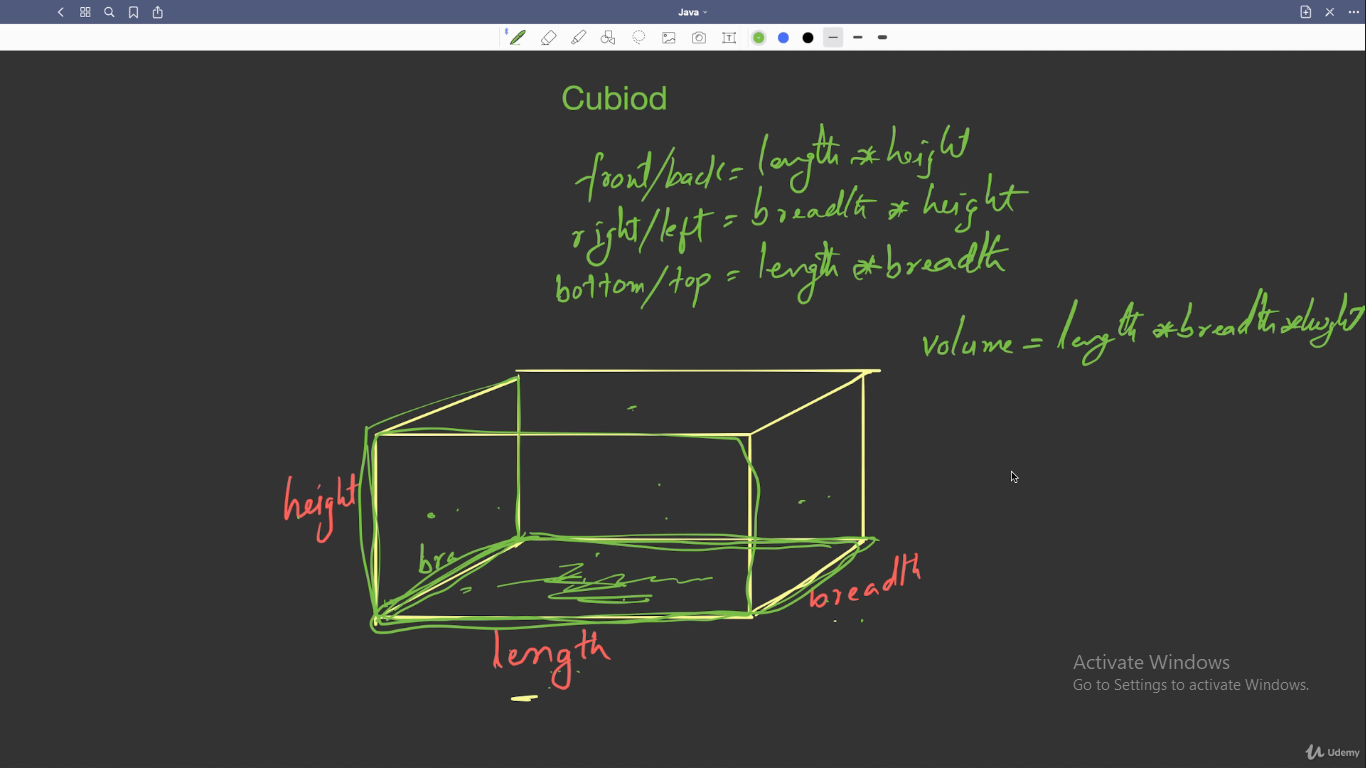 Java
Cubiod
front/back = length * height
right/left = breadth * height
bottom/top = length * breadth
volume = length * breadth * height
height
bre
breadth
length
Activate Windows
Go to Settings to activate Windows.
Udemy